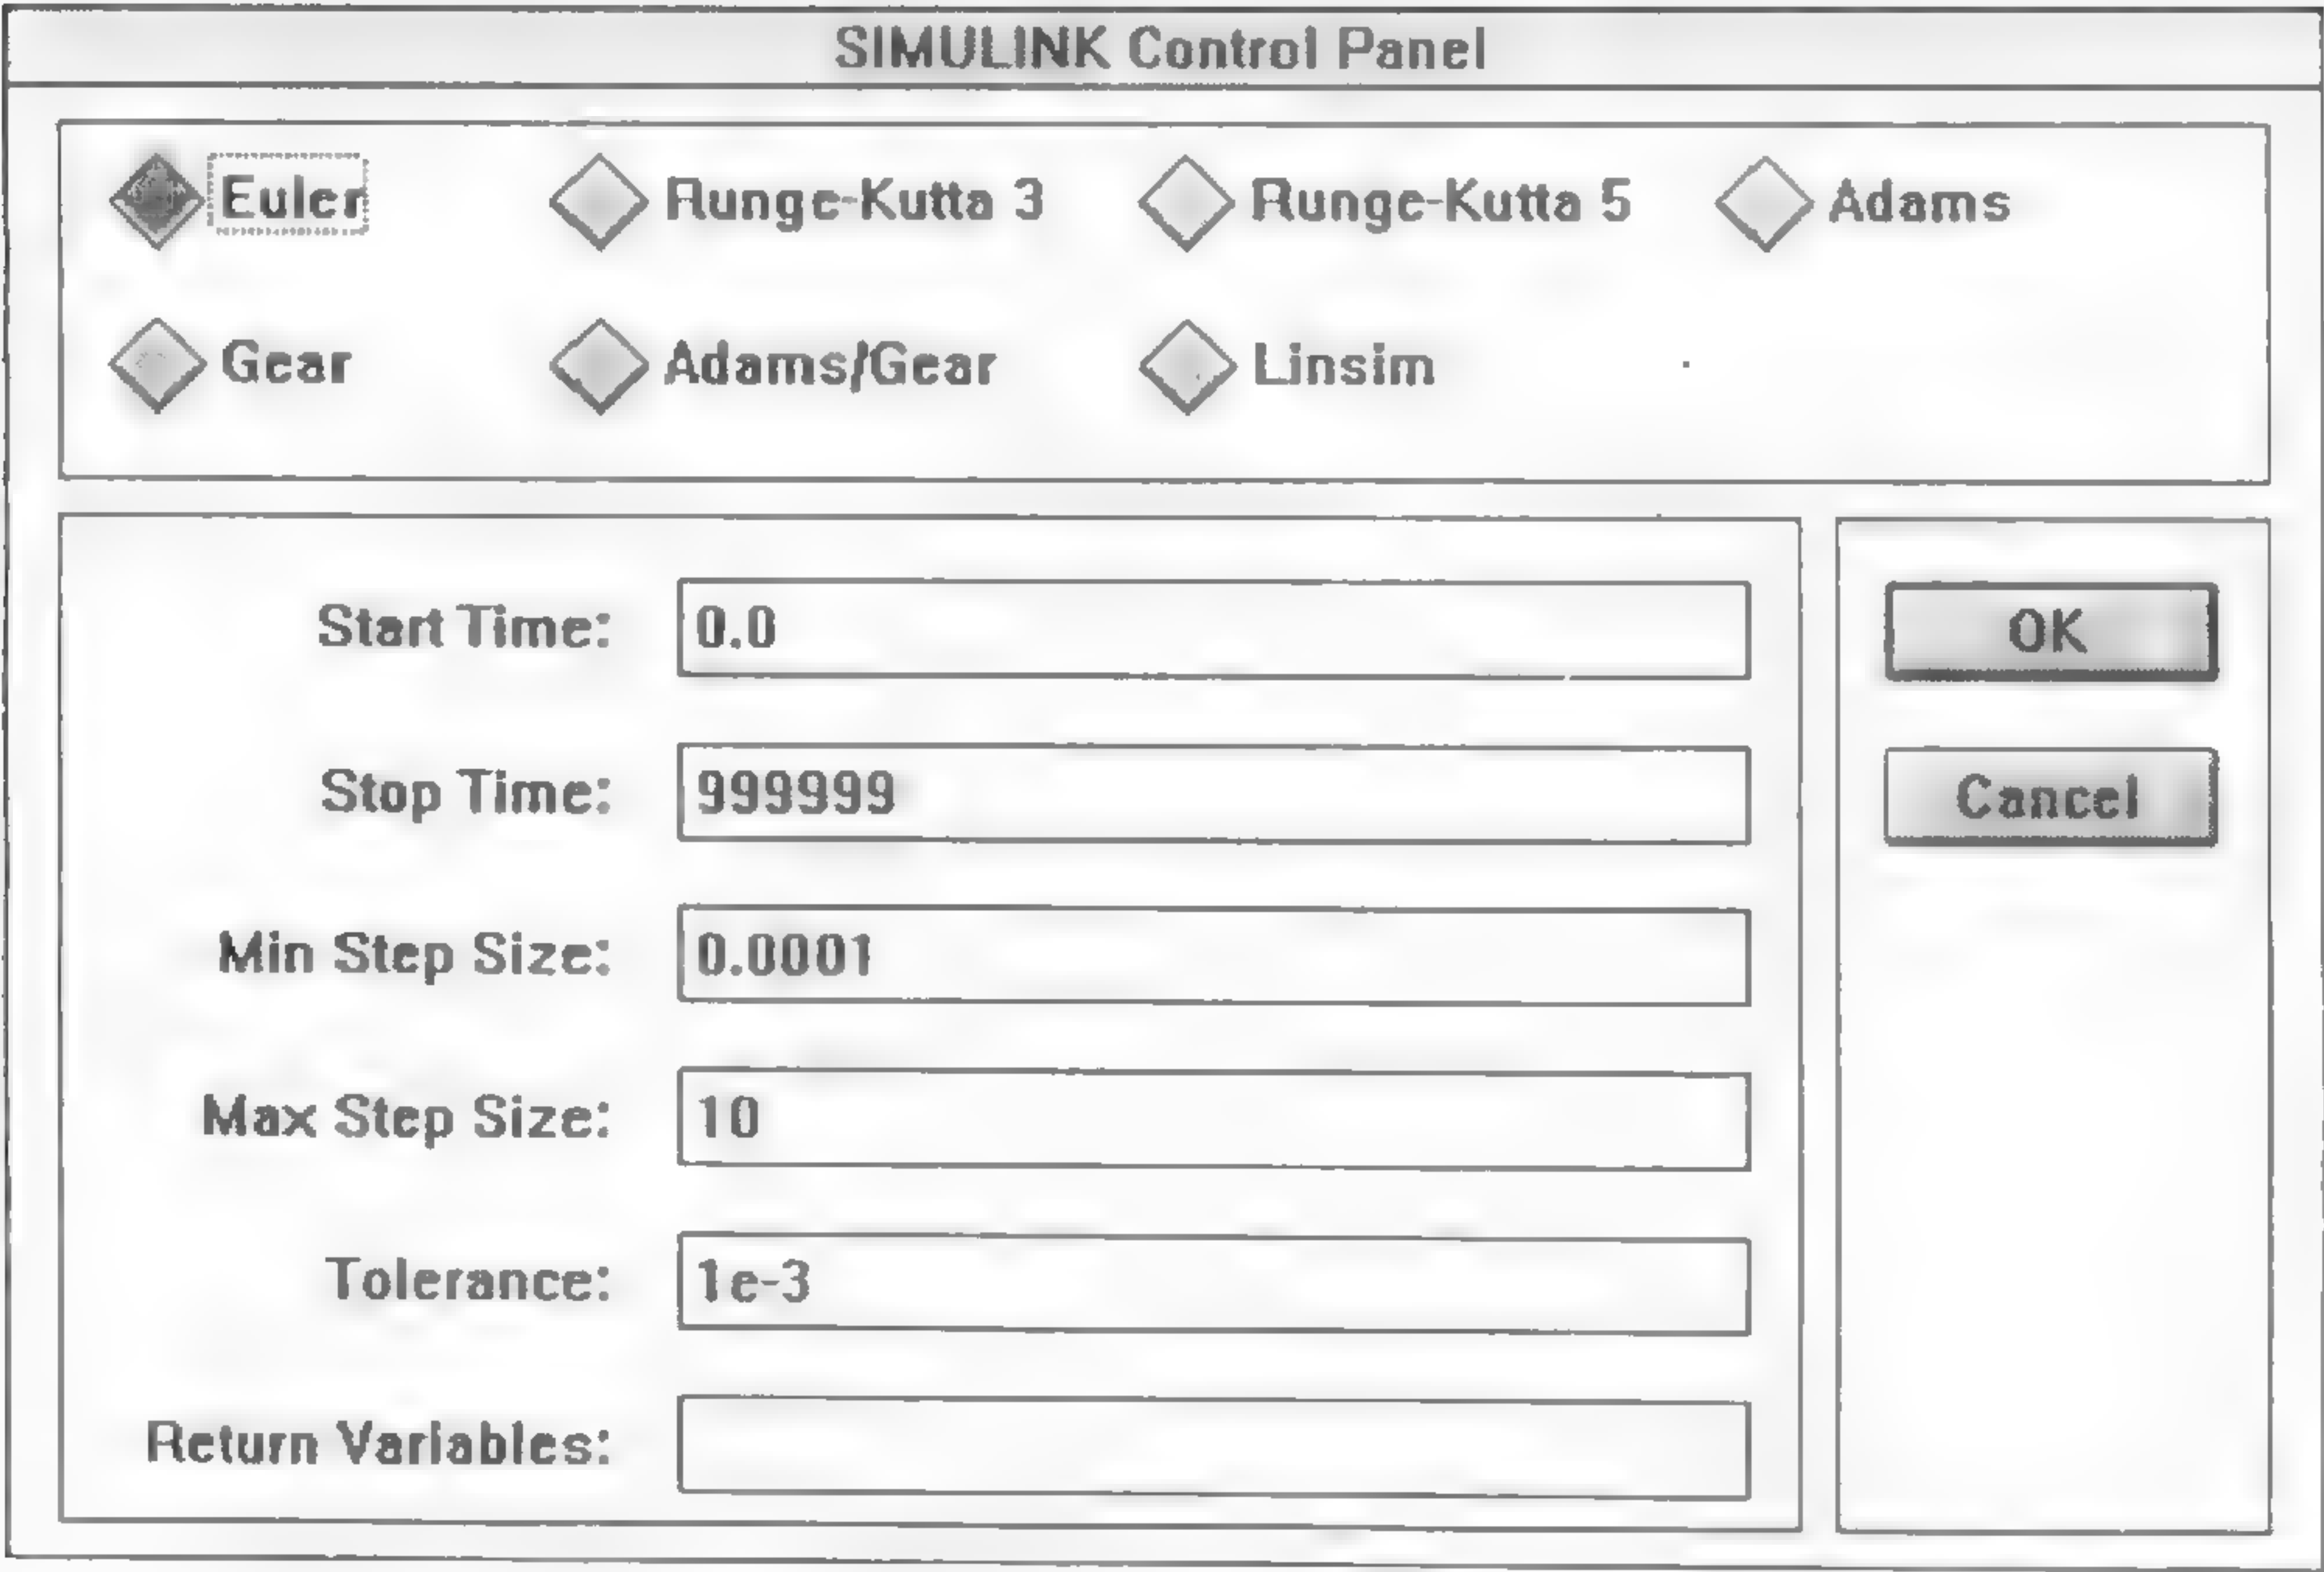 SIMULINK Control Panel
Euler Runge-Kutta 3 Runge-Kutta 5 Adams
Gear Adams/Gear Linsim
Start Time: 0.0
OK
Stop Time: 999999
Cancel
Min Step Size: 0.0001
Max Step Size: 10
Tolerance: 1e-3
Return Variables: